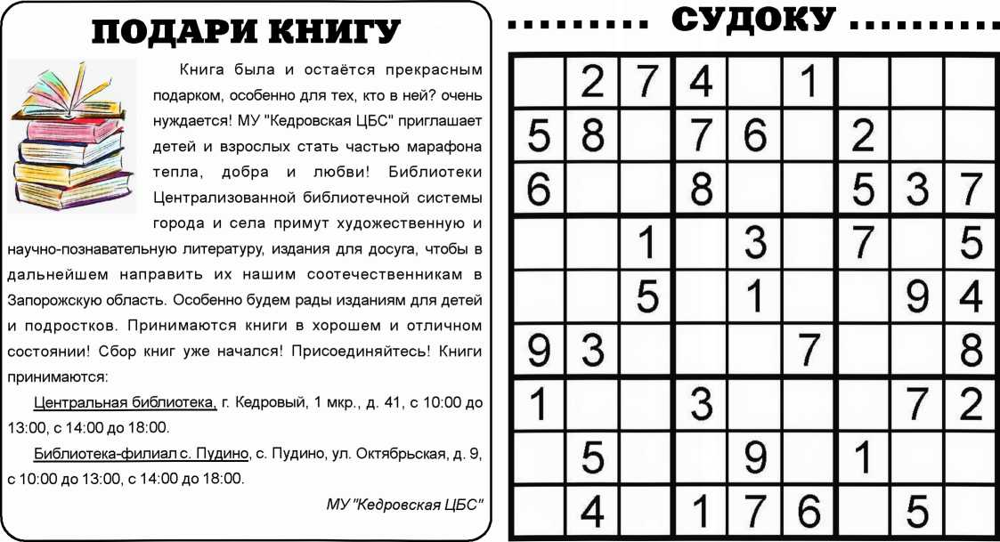 ПОДАРИ КНИГУ
Книга была и остаётся прекрасным
подарком, особенно для тех, кто в ней? очень
нуждается! МУ "Кедровская ЦБС" приглашает
детей и взрослых стать частью марафона
тепла, добра и любви! Библиотеки
Централизованной библиотечной системы
города и села примут художественную и
научно-познавательную литературу, издания для досуга, чтобы в
дальнейшем направить их нашим соотечественникам в
Запорожскую область. Особенно будем рады изданиям для детей
и подростков. Принимаются книги в хорошем и отличном
состоянии! Сбор книг уже начался! Присоединяйтесь! Книги
принимаются:
Центральная библиотека, г. Кедровый, 1 мкр., д. 41, с 10:00 до
13:00, с 14:00 до 18:00.
Библиотека-филиал с. Пудино, с. Пудино, ул. Октябрьская, д. 9,
с 10:00 до 13:00, с 14:00 до 18:00.
МУ "Кедровская ЦБС"
......... СУДОКУ .........
2 7 4 1
5 8 7 6 2
6 8 5 3 7
1 3 7 5
5 1 9 4
9 3 7 8
1 3 7 2
5 9 1
4 1 7 6 5